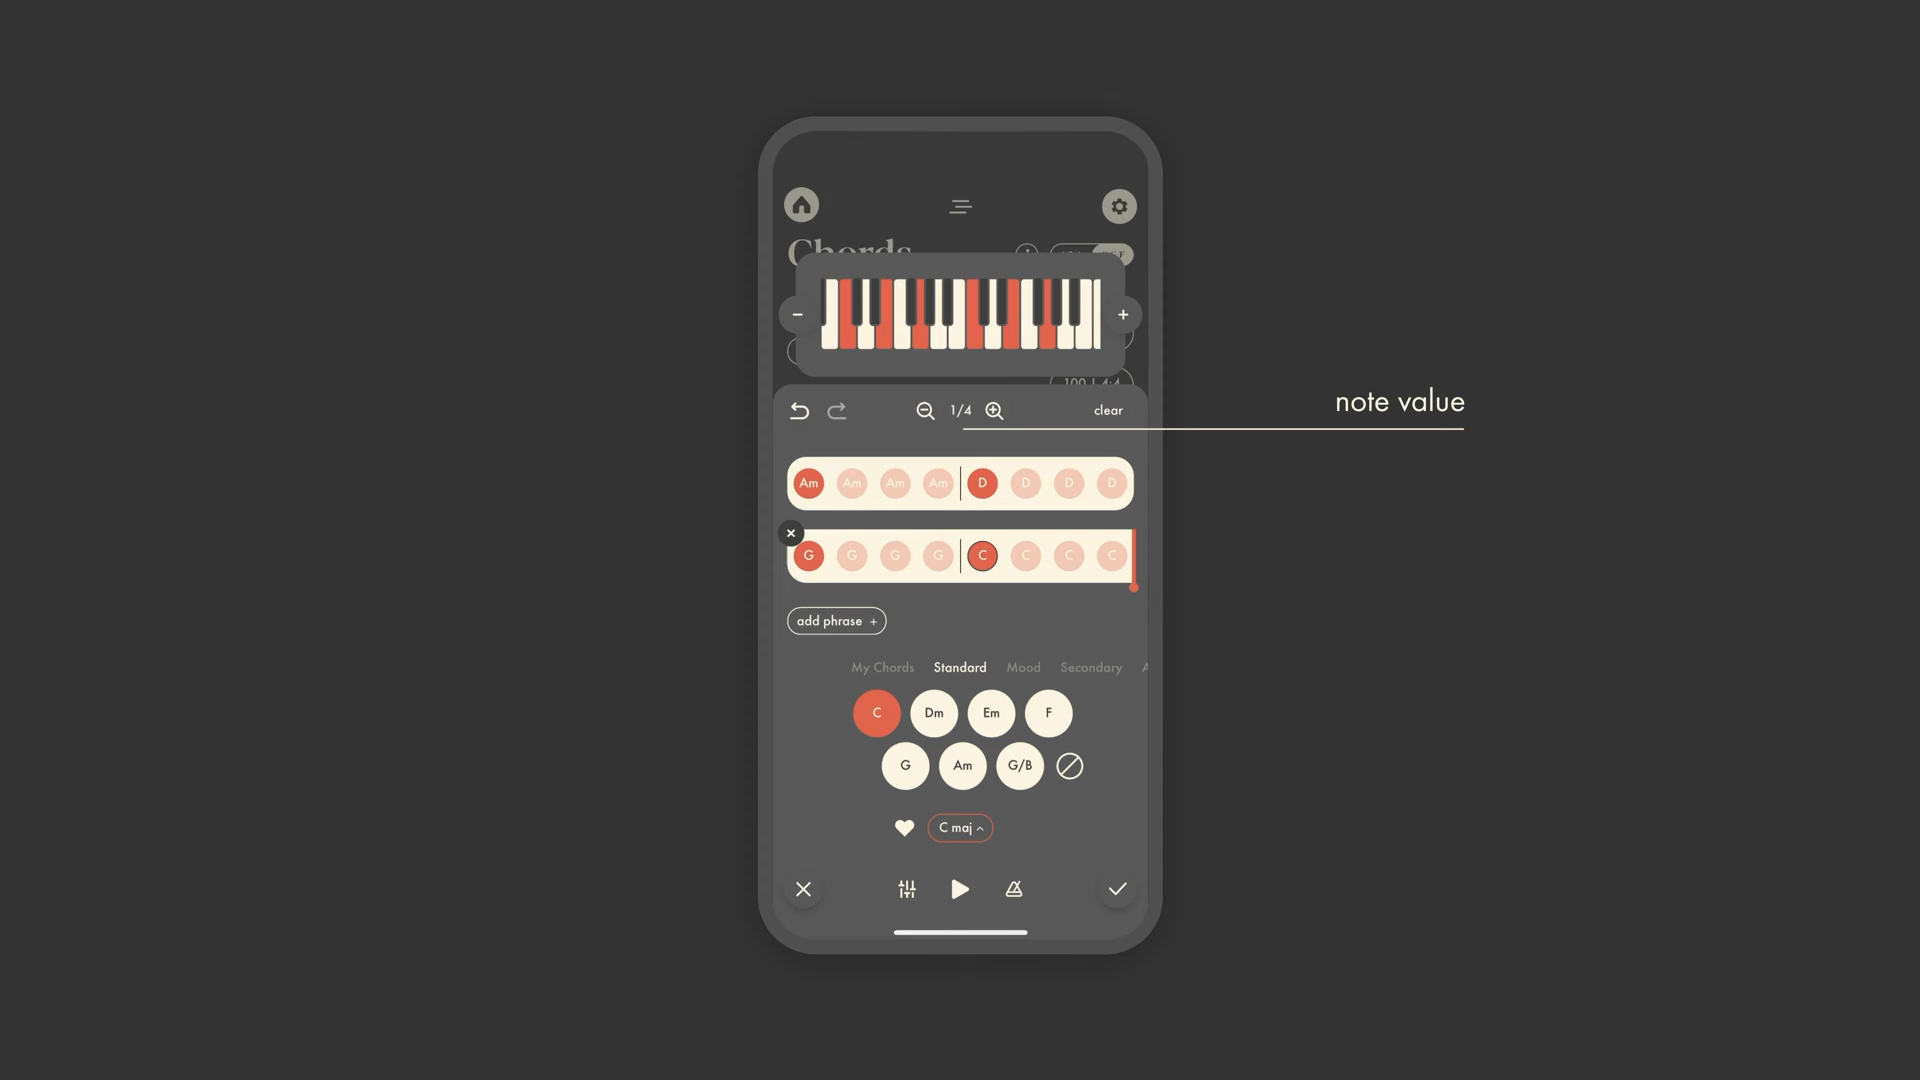 Chords
100 | 4:4
1/4
clear
note value
Am Am Am Am D D D D
G G G G C C C C
add phrase +
My Chords Standard Mood Secondary
C Dm Em F
G Am G/B
C maj